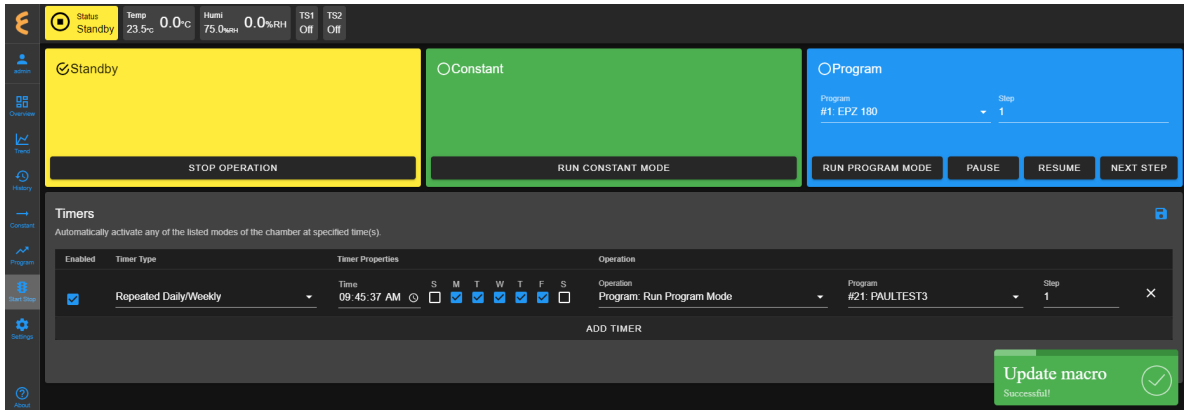 Status
Standby
Temp
23.5°c 0.0°C
Humi
75.0%RH 0.0%RH
TS1
Off
TS2
Off
admin
Overview
Trend
History
Constant
Program
Start Stop
Settings
About
Standby
STOP OPERATION
Constant
RUN CONSTANT MODE
Program
Program
#1: EPZ 180
Step
1
RUN PROGRAM MODE PAUSE RESUME NEXT STEP
Timers
Automatically activate any of the listed modes of the chamber at specified time(s).
Enabled Timer Type Timer Properties Operation
Repeated Daily/Weekly
Time
09:45:37 AM
S M T W T F S
Operation
Program: Run Program Mode
Program
#21: PAULTEST3
Step
1
ADD TIMER
Update macro
Successful!